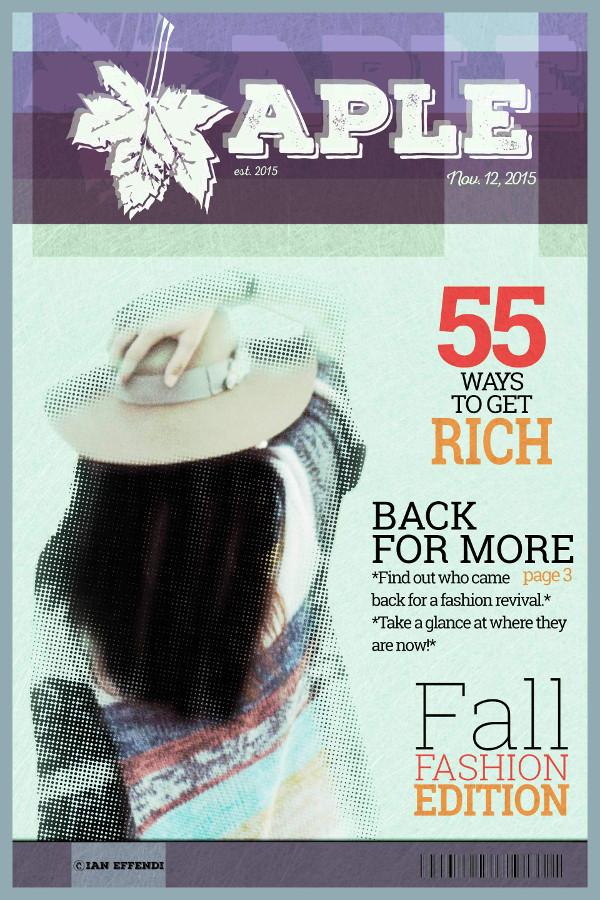 APLE
est. 2015
Nov. 12, 2015
55
WAYS
TO GET
RICH
BACK
FOR MORE
*Find out who came page 3
back for a fashion revival.*
*Take a glance at where they
are now!*
Fall
FASHION
EDITION
© IAN EFFENDI